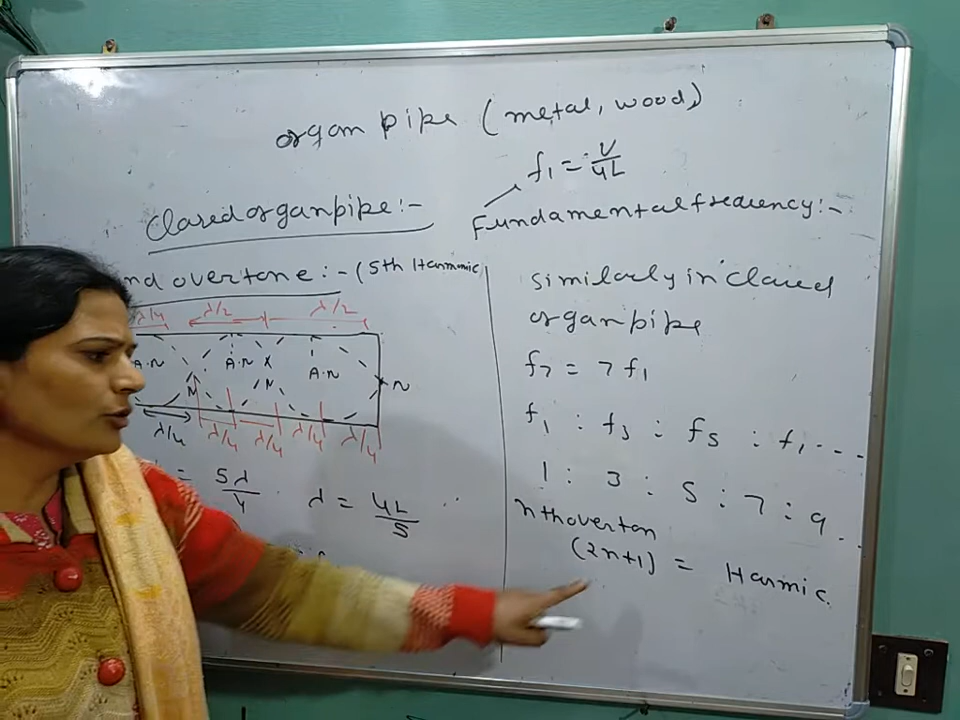 organ pipe (metal, wood)
f1 = V/4L
Closed organ pipe :-
Fundamental frequency :-
nd overtone :- (5th Harmonic
λ/4 λ/2 λ/2
A.N A.N X A.N N
N N
λ/4 λ/4 λ/4 λ/4 λ/4
= 5λ/4 λ = 4L/5
Similarly in closed
organ pipe
f7 = 7 f1
f1 : f3 : f5 : f7 ...
1 : 3 : 5 : 7 : 9 ...
nth overton
(2n+1) = Harmic.